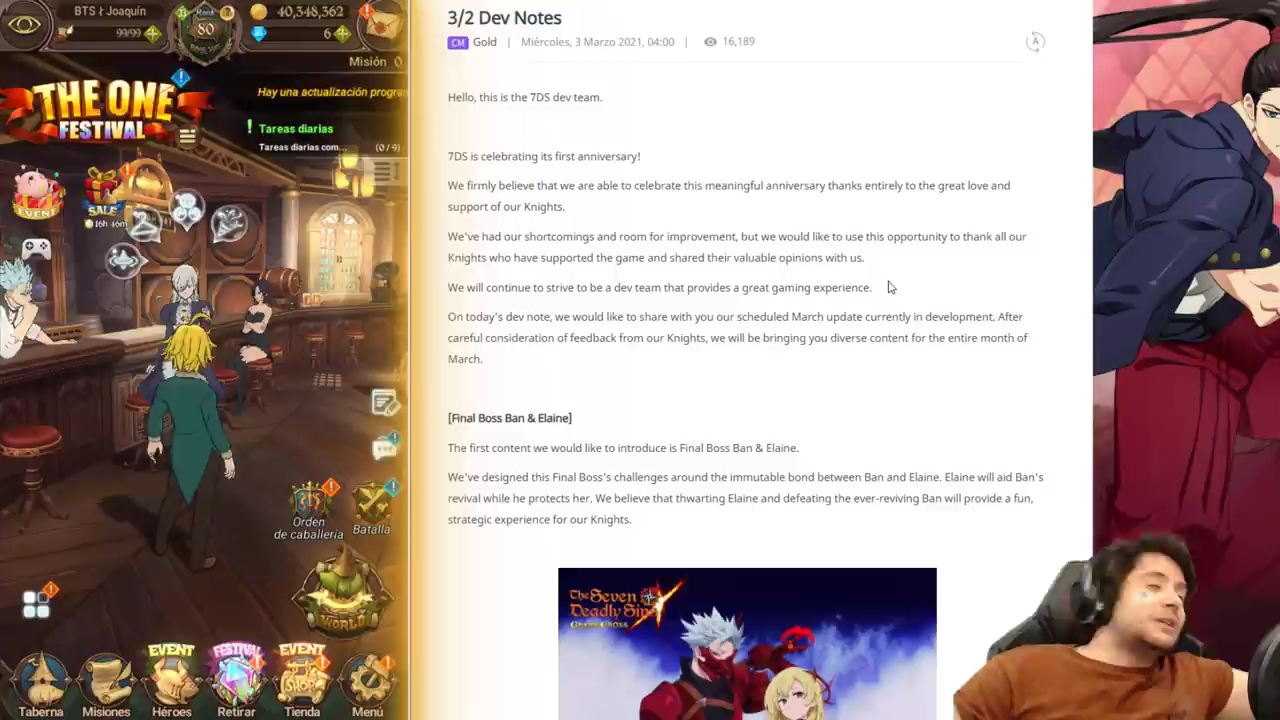 BTS ł Joaquín
99/99
Rank
80
40,348,362
6
Misión 0
THE ONE
FESTIVAL
Hay una actualización progra
! Tareas diarias
Tareas diarias com... (0/9)
EVENT
SALE
16h 46m
Orden
de caballería
Batalla
WORLD
EVENT
FESTIVAL
EVENT
SHOP
Taberna
Misiones
Héroes
Retirar
Tienda
Menú
3/2 Dev Notes
CM Gold | Miércoles, 3 Marzo 2021, 04:00 | 16,189
A
Hello, this is the 7DS dev team.
7DS is celebrating its first anniversary!
We firmly believe that we are able to celebrate this meaningful anniversary thanks entirely to the great love and
support of our Knights.
We've had our shortcomings and room for improvement, but we would like to use this opportunity to thank all our
Knights who have supported the game and shared their valuable opinions with us.
We will continue to strive to be a dev team that provides a great gaming experience.
On today's dev note, we would like to share with you our scheduled March update currently in development. After
careful consideration of feedback from our Knights, we will be bringing you diverse content for the entire month of
March.
[Final Boss Ban & Elaine]
The first content we would like to introduce is Final Boss Ban & Elaine.
We've designed this Final Boss's challenges around the immutable bond between Ban and Elaine. Elaine will aid Ban's
revival while he protects her. We believe that thwarting Elaine and defeating the ever-reviving Ban will provide a fun,
strategic experience for our Knights.
The Seven
Deadly Sins
GRAND CROSS